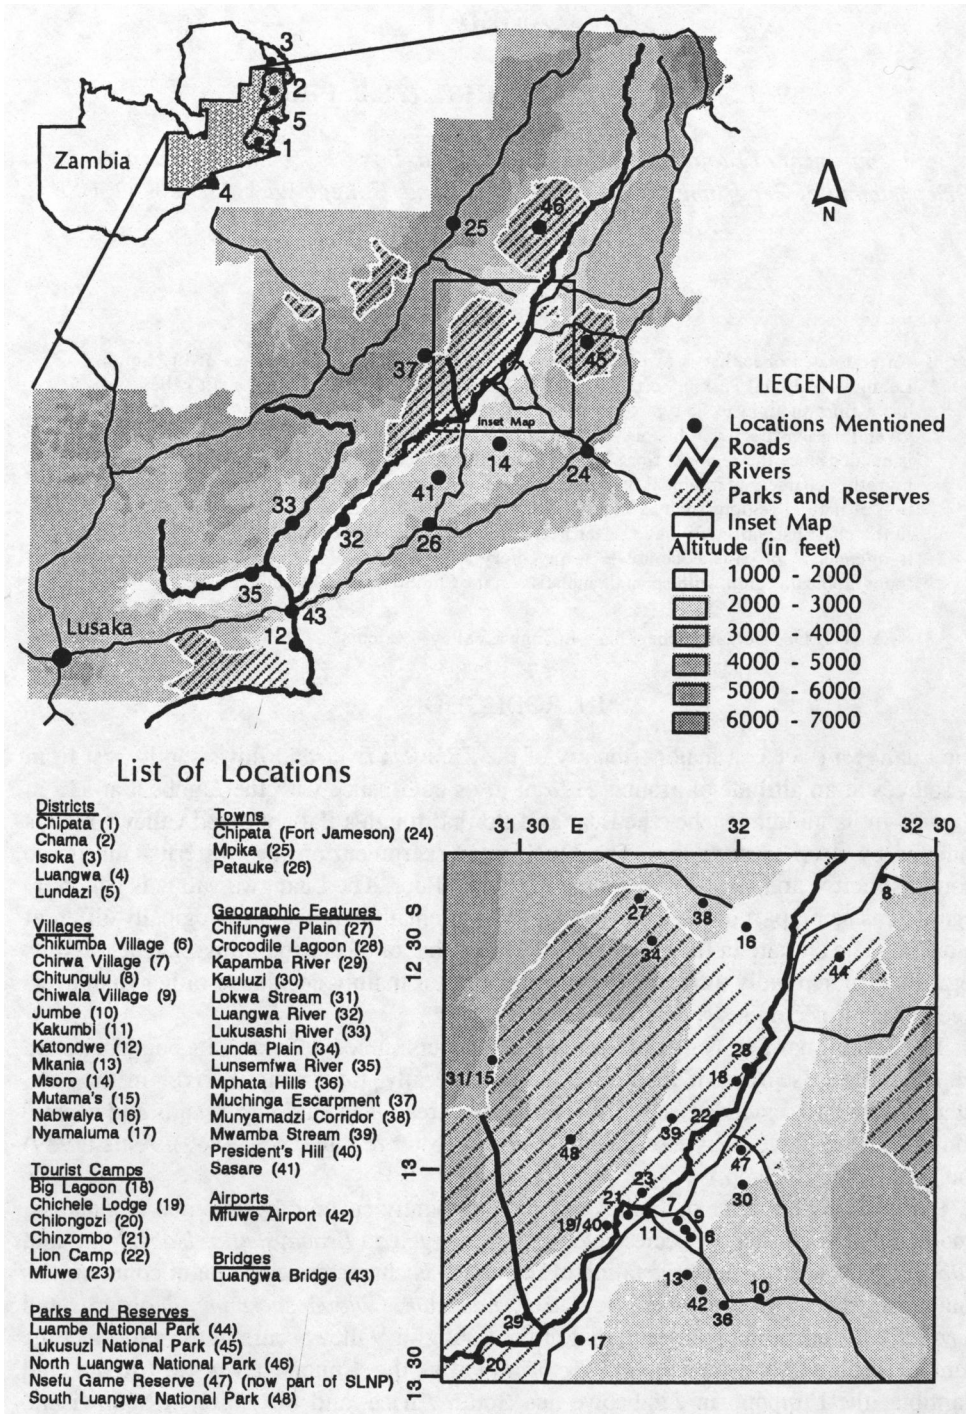 3
2
5
1
Zambia
4
46
25
N
45
37
Inset Map
14
24
41
33
32
26
35
43
Lusaka
12
LEGEND
Locations Mentioned
Roads
Rivers
Parks and Reserves
Inset Map
Altitude (in feet)
1000 - 2000
2000 - 3000
3000 - 4000
4000 - 5000
5000 - 6000
6000 - 7000
List of Locations
Districts
Chipata (1)
Chama (2)
Isoka (3)
Luangwa (4)
Lundazi (5)
Villages
Chikumba Village (6)
Chirwa Village (7)
Chitungulu (8)
Chiwala Village (9)
Jumbe (10)
Kakumbi (11)
Katondwe (12)
Mkania (13)
Msoro (14)
Mutama's (15)
Nabwalya (16)
Nyamaluma (17)
Tourist Camps
Big Lagoon (18)
Chichele Lodge (19)
Chilongozi (20)
Chinzombo (21)
Lion Camp (22)
Mfuwe (23)
Parks and Reserves
Luambe National Park (44)
Lukusuzi National Park (45)
North Luangwa National Park (46)
Nsefu Game Reserve (47) (now part of SLNP)
South Luangwa National Park (48)
Towns
Chipata (Fort Jameson) (24)
Mpika (25)
Petauke (26)
Geographic Features
Chifungwe Plain (27)
Crocodile Lagoon (28)
Kapamba River (29)
Kauluzi (30)
Lokwa Stream (31)
Luangwa River (32)
Lukusashi River (33)
Lunda Plain (34)
Lunsemfwa River (35)
Mphata Hills (36)
Muchinga Escarpment (37)
Munyamadzi Corridor (38)
Mwamba Stream (39)
President's Hill (40)
Sasare (41)
Airports
Mfuwe Airport (42)
Bridges
Luangwa Bridge (43)
31 30 E
32
32 30
12 30 S
13
13 30
8
27
38
16
34
44
28
18
31/15
22
39
48
47
23
30
21
7
9
19/40
11
6
13
42
10
36
29
17
20